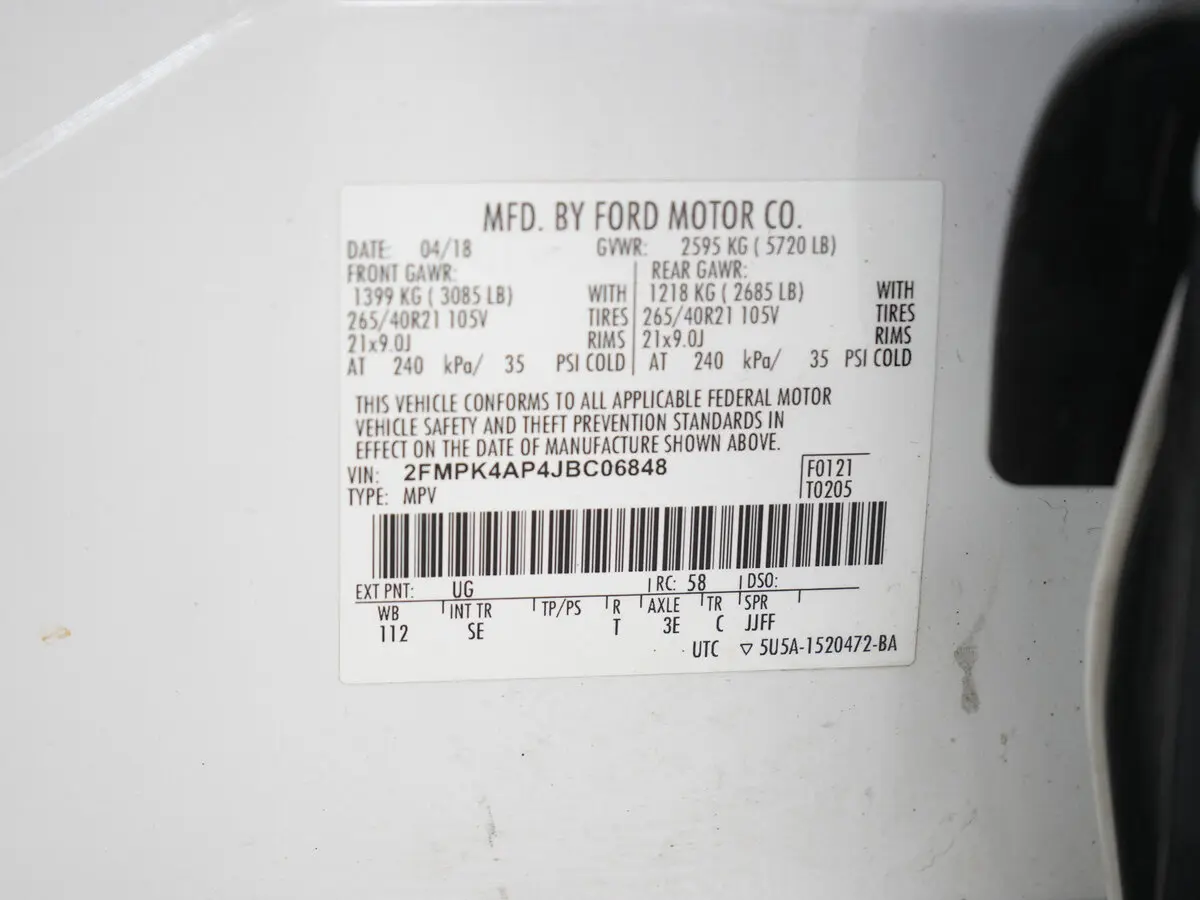 MFD. BY FORD MOTOR CO.
DATE: 04/18 GVWR: 2595 KG ( 5720 LB)
FRONT GAWR: REAR GAWR:
1399 KG ( 3085 LB) WITH 1218 KG ( 2685 LB) WITH
265/40R21 105V TIRES 265/40R21 105V TIRES
21x9.0J RIMS 21x9.0J RIMS
AT 240 kPa/ 35 PSI COLD AT 240 kPa/ 35 PSI COLD
THIS VEHICLE CONFORMS TO ALL APPLICABLE FEDERAL MOTOR
VEHICLE SAFETY AND THEFT PREVENTION STANDARDS IN
EFFECT ON THE DATE OF MANUFACTURE SHOWN ABOVE.
VIN: 2FMPK4AP4JBC06848 F0121
TYPE: MPV T0205
EXT PNT: UG RC: 58 DSO:
WB INT TR TP/PS R AXLE TR SPR
112 SE T 3E C JJFF
UTC ▽ 5U5A-1520472-BA